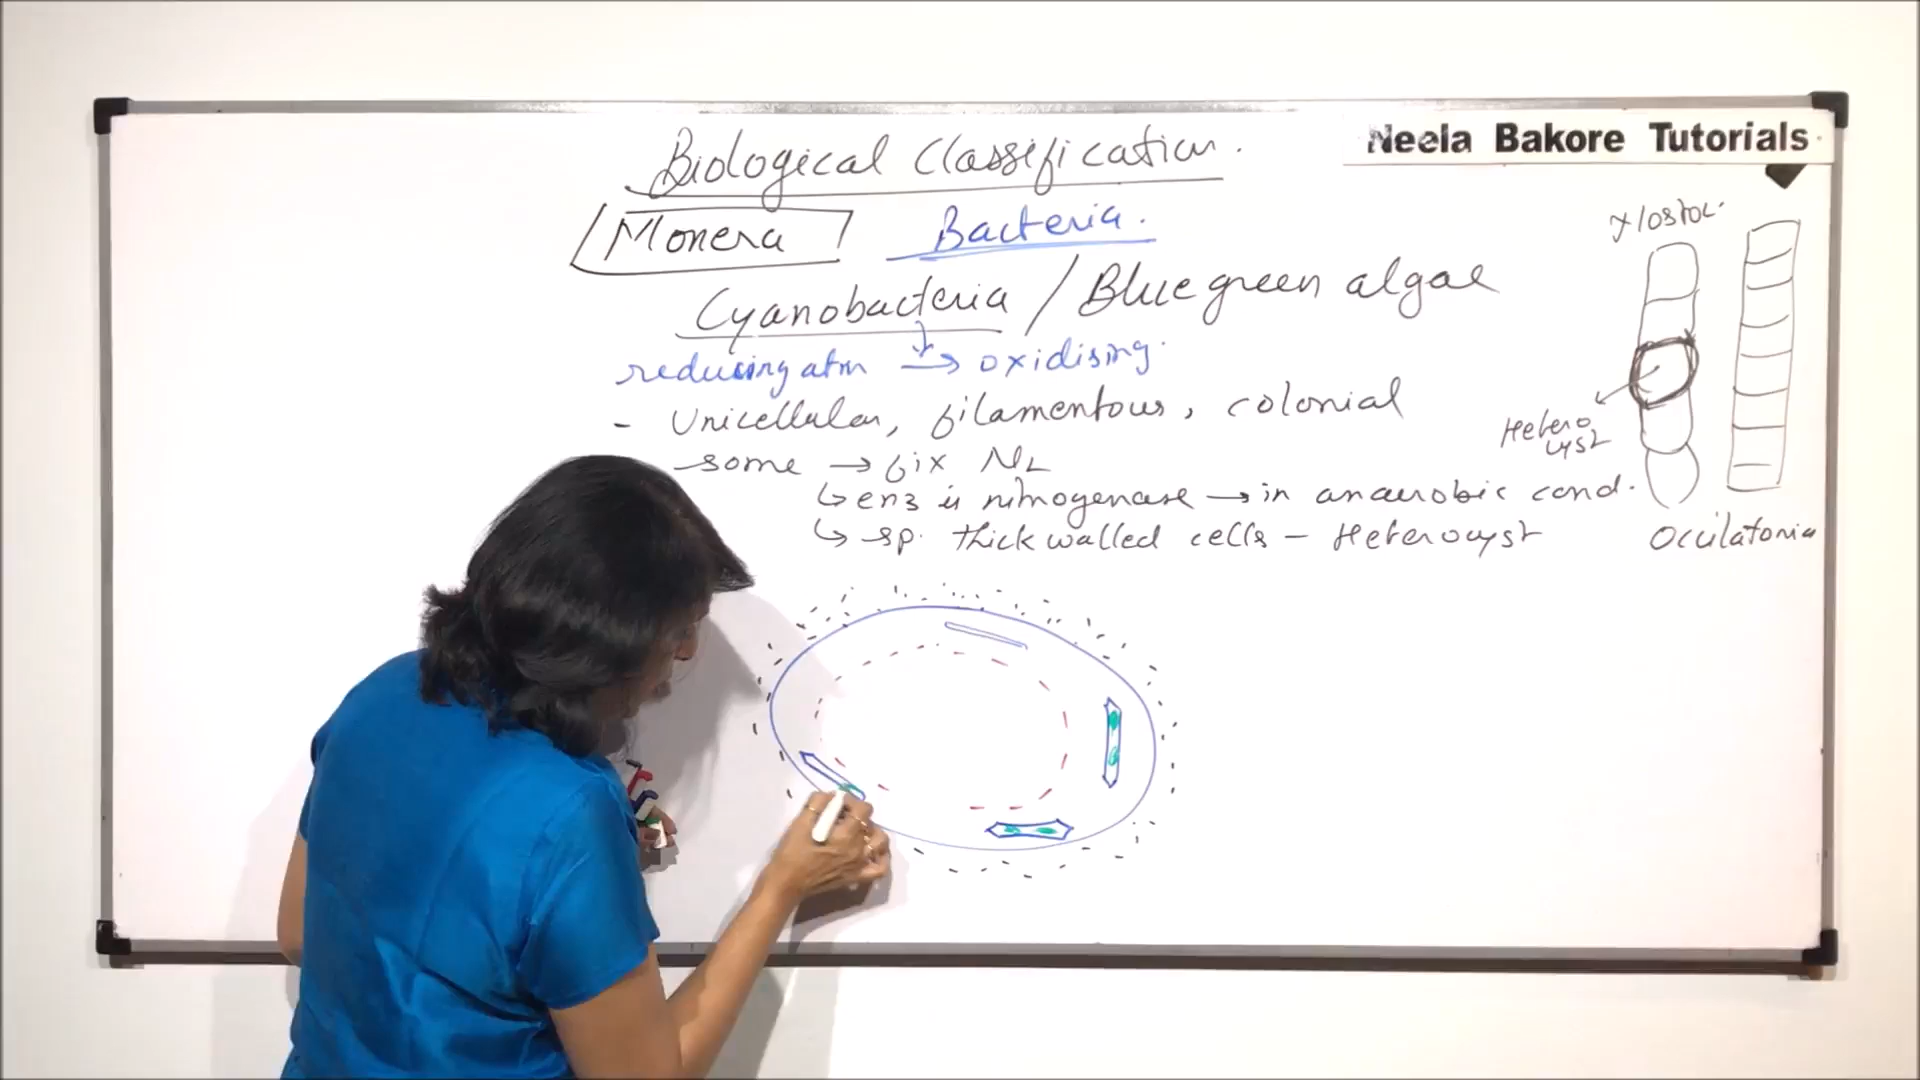 Biological Classification.
Neela Bakore Tutorials
Monera Bacteria.
Cyanobacteria / Blue green algae
reducing atm → oxidising.
- Unicellular, filamentous, colonial
some → fix N2
↳ enz is nitrogenase → in anaerobic cond.
↳ sp. thick walled cells - Heterocyst
Nostoc.
Hetero
cyst
Occilatoria